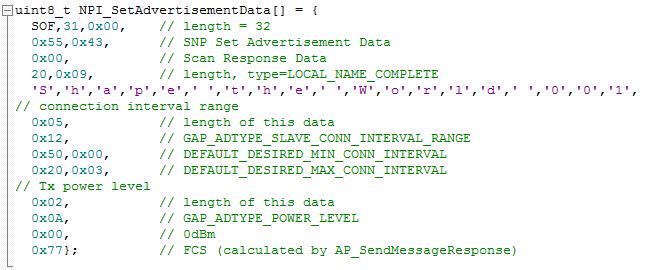 uint8_t NPI_SetAdvertisementData[] = {
SOF,31,0x00, // length = 32
0x55,0x43, // SNP Set Advertisement Data
0x00, // Scan Response Data
20,0x09, // length, type=LOCAL_NAME_COMPLETE
'S','h','a','p','e',' ','t','h','e',' ','W','o','r','l','d',' ','0','0','1',
// connection interval range
0x05, // length of this data
0x12, // GAP_ADTYPE_SLAVE_CONN_INTERVAL_RANGE
0x50,0x00, // DEFAULT_DESIRED_MIN_CONN_INTERVAL
0x20,0x03, // DEFAULT_DESIRED_MAX_CONN_INTERVAL
// Tx power level
0x02, // length of this data
0x0A, // GAP_ADTYPE_POWER_LEVEL
0x00, // 0dBm
0x77}; // FCS (calculated by AP_SendMessageResponse)